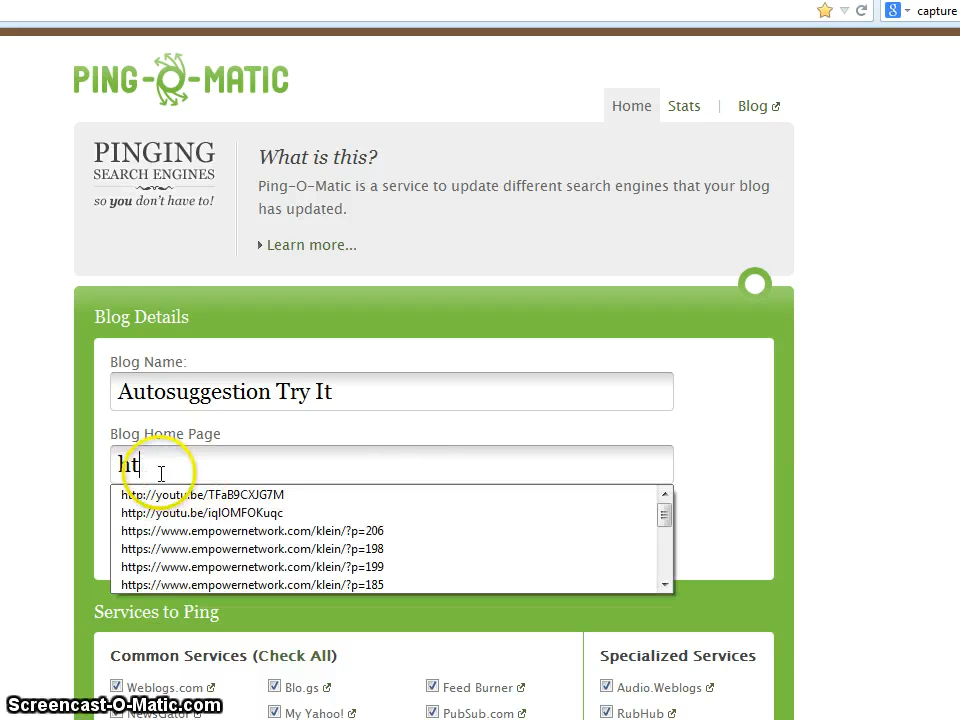 capture
PING-O-MATIC
Home
Stats
Blog
PINGING
SEARCH ENGINES
so you don't have to!
What is this?
Ping-O-Matic is a service to update different search engines that your blog
has updated.
Learn more...
Blog Details
Blog Name:
Autosuggestion Try It
Blog Home Page
ht
http://youtu.be/TFaB9CXJG7M
http://youtu.be/iqIOMFOKuqc
https://www.empowernetwork.com/klein/?p=206
https://www.empowernetwork.com/klein/?p=198
https://www.empowernetwork.com/klein/?p=199
https://www.empowernetwork.com/klein/?p=185
Services to Ping
Common Services (Check All)
Specialized Services
Weblogs.com
Blo.gs
Feed Burner
Audio.Weblogs
NewsGator
My Yahoo!
PubSub.com
RubHub
Screencast-O-Matic.com